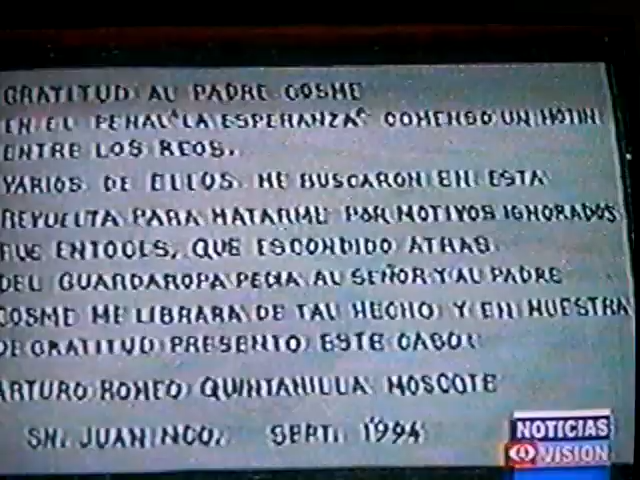 GRATITUD AL PADRE COSME
EN EL PENAL "LA ESPERANZA" COMENSO UN MOTIN
ENTRE LOS REOS.
VARIOS DE ELLOS ME BUSCARON EN ESTA
REVUELTA PARA MATARME POR MOTIVOS IGNORADOS
FUE ENTOCES, QUE ESCONDIDO ATRAS
DEL GUARDAROPA PEDIA AL SEÑOR Y AL PADRE
COSME ME LIBRARA DE TAL HECHO Y EN MUESTRA
DE GRATITUD PRESENTO ESTE CASO
ARTURO ROMEO QUINTANILLA MOSCOTE
SN. JUAN NCO. SEPT. 1994
NOTICIAS
VISION